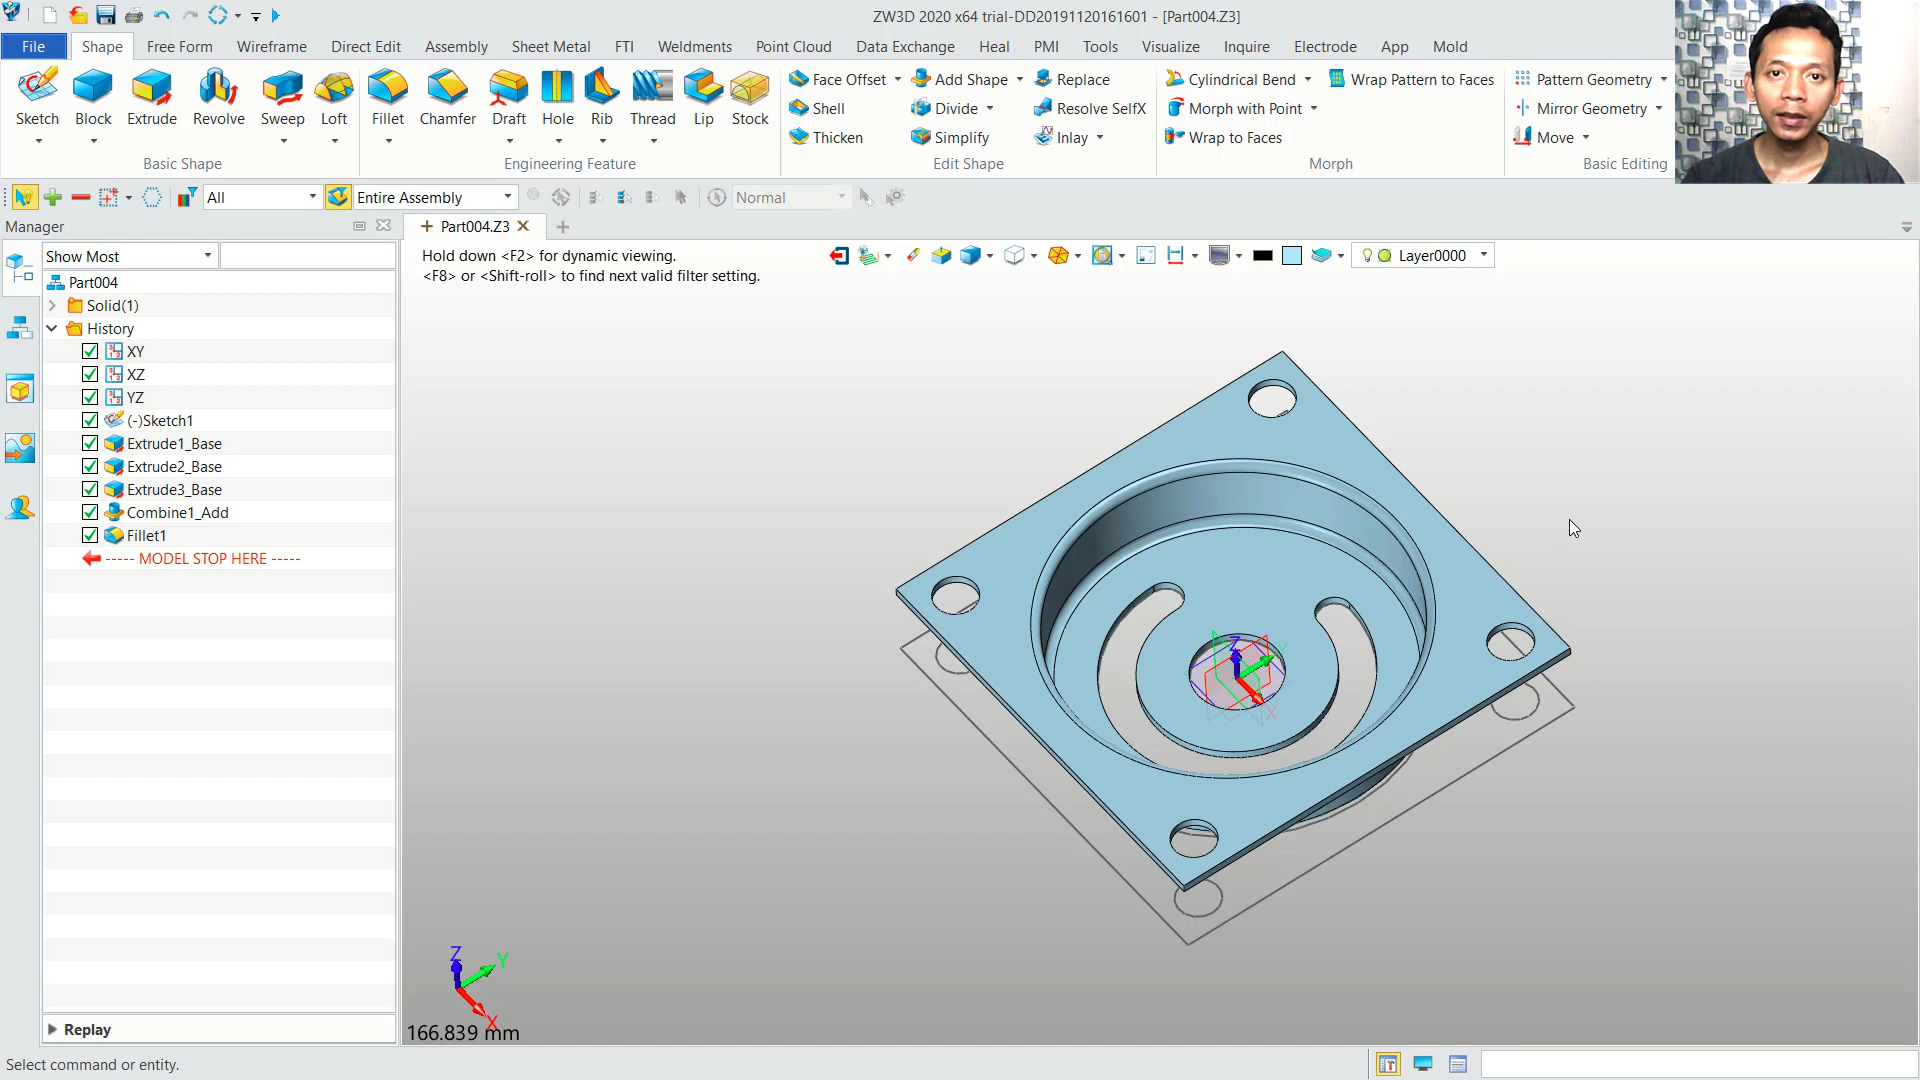 ZW3D 2020 x64 trial-DD20191120161601 - [Part004.Z3]
File Shape Free Form Wireframe Direct Edit Assembly Sheet Metal FTI Weldments Point Cloud Data Exchange Heal PMI Tools Visualize Inquire Electrode App Mold
Sketch Block Extrude Revolve Sweep Loft Fillet Chamfer Draft Hole Rib Thread Lip Stock
Face Offset Add Shape Replace Cylindrical Bend Wrap Pattern to Faces Pattern Geometry
Shell Divide Resolve SelfX Morph with Point Mirror Geometry
Thicken Simplify Inlay Wrap to Faces Move
Basic Shape Engineering Feature Edit Shape Morph Basic Editing
All Entire Assembly Normal
Manager
Part004.Z3
Show Most
Hold down <F2> for dynamic viewing.
<F8> or <Shift-roll> to find next valid filter setting.
Layer0000
Part004
Solid(1)
History
XY
XZ
YZ
(-)Sketch1
Extrude1_Base
Extrude2_Base
Extrude3_Base
Combine1_Add
Fillet1
----- MODEL STOP HERE -----
Z
X
Z
Y
X
166.839 mm
Replay
Select command or entity.